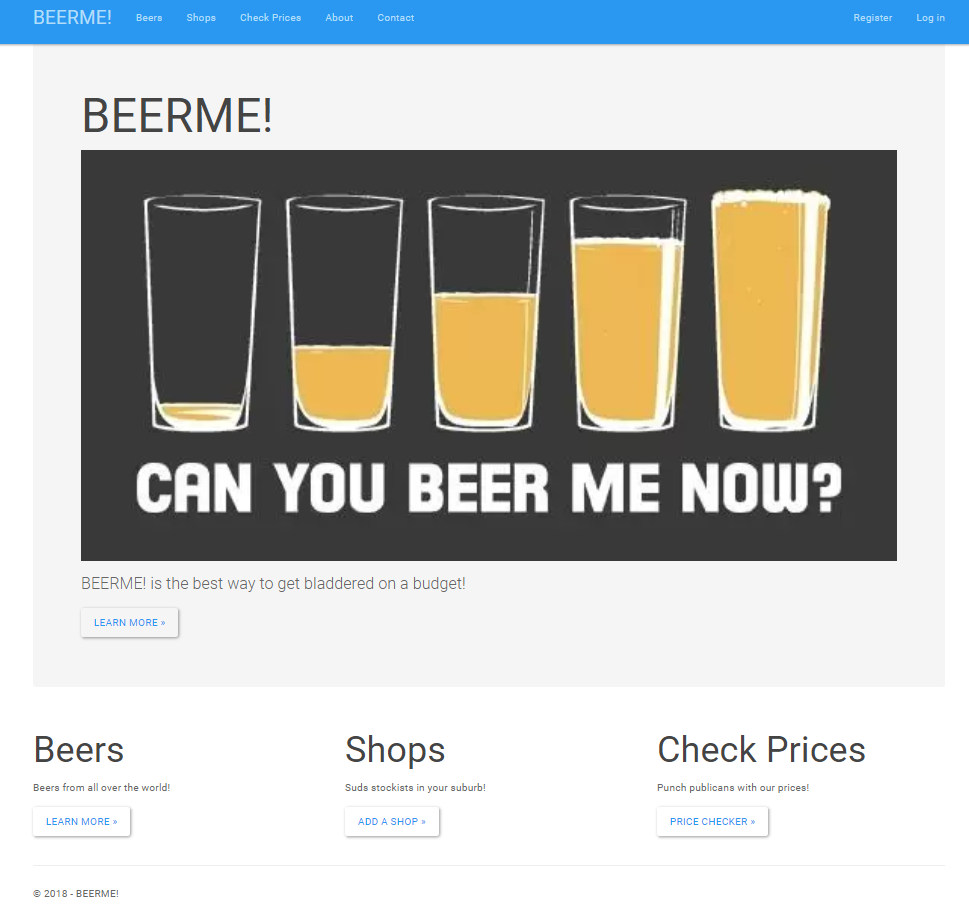 BEERME! Beers Shops Check Prices About Contact Register Log in
BEERME!
CAN YOU BEER ME NOW?
BEERME! is the best way to get bladdered on a budget!
LEARN MORE »
Beers Shops Check Prices
Beers from all over the world! Suds stockists in your suburb! Punch publicans with our prices!
LEARN MORE » ADD A SHOP » PRICE CHECKER »
© 2018 - BEERME!